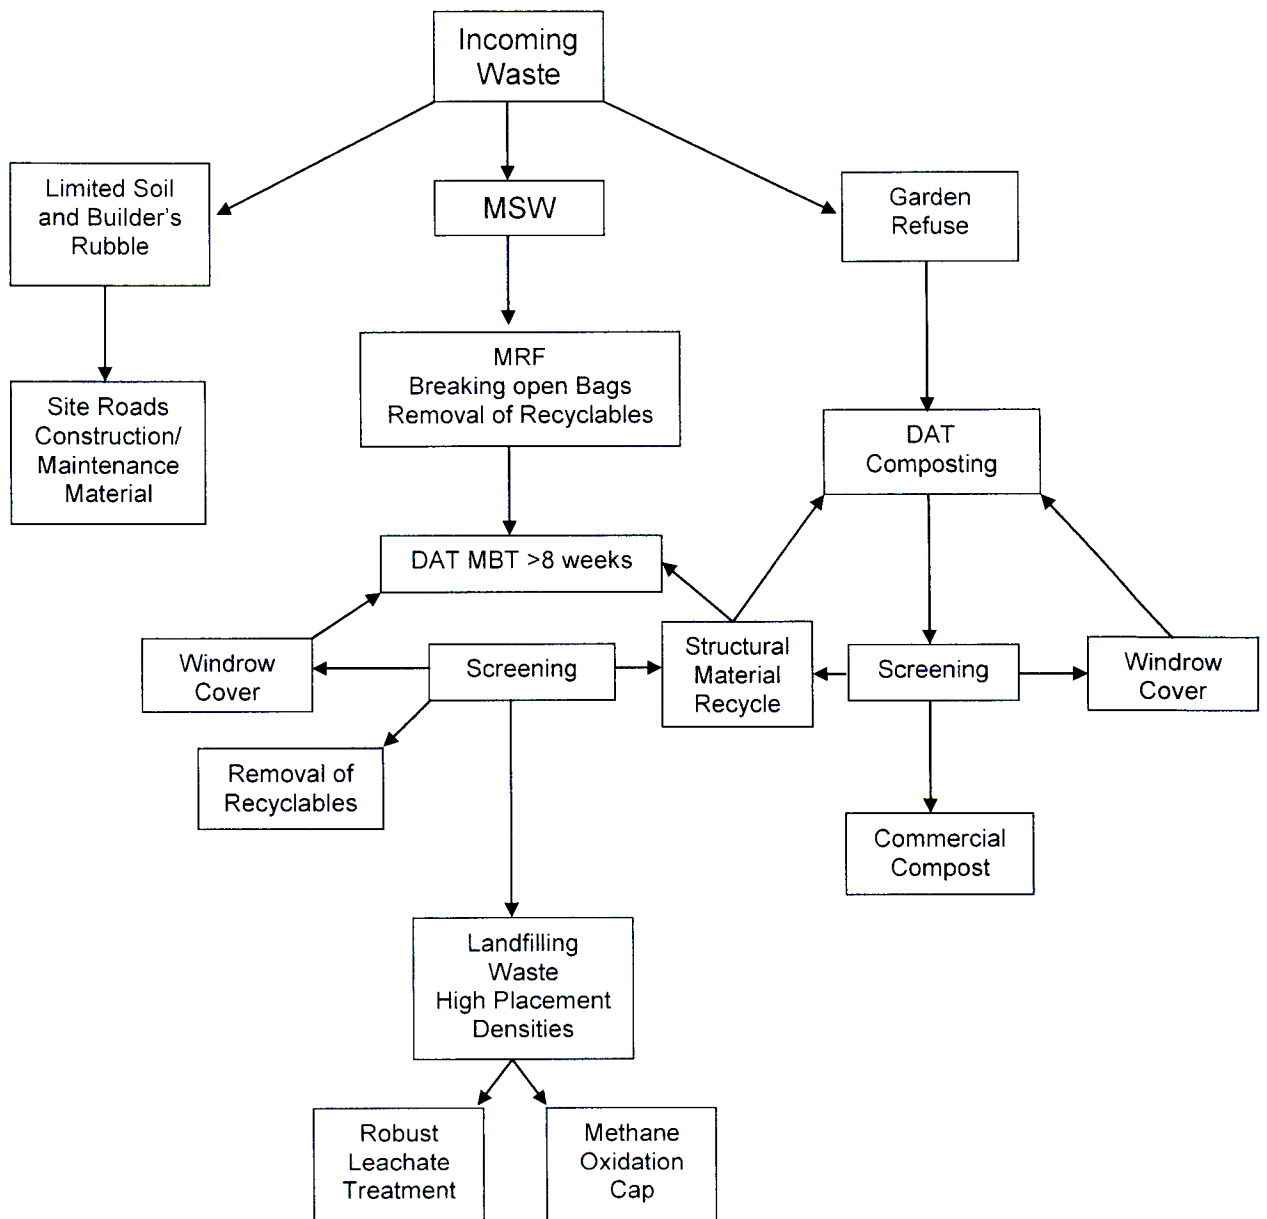 Incoming
Waste
Limited Soil
and Builder's
Rubble
MSW
Garden
Refuse
MRF
Breaking open Bags
Removal of Recyclables
Site Roads
Construction/
Maintenance
Material
DAT
Composting
DAT MBT >8 weeks
Windrow
Cover
Screening
Structural
Material
Recycle
Screening
Windrow
Cover
Removal of
Recyclables
Commercial
Compost
Landfilling
Waste
High Placement
Densities
Robust
Leachate
Treatment
Methane
Oxidation
Cap